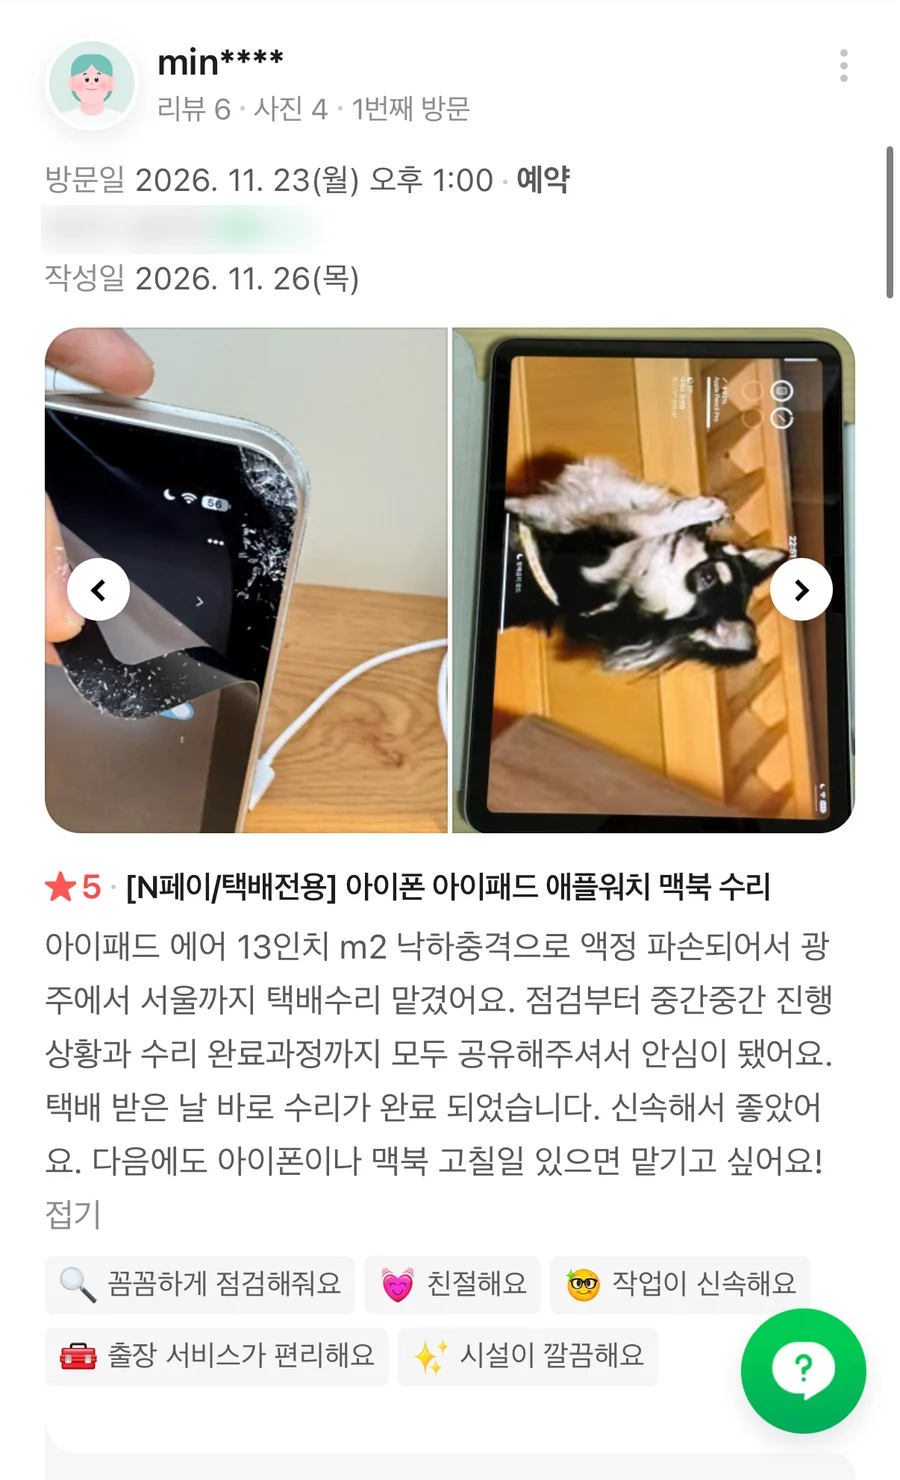 min****
리뷰 6 · 사진 4 · 1번째 방문
방문일 2026. 11. 23(월) 오후 1:00 · 예약
작성일 2026. 11. 26(목)
56
Apple Pencil Pro
22:51
★5 · [N페이/택배전용] 아이폰 아이패드 애플워치 맥북 수리
아이패드 에어 13인치 m2 낙하충격으로 액정 파손되어서 광
주에서 서울까지 택배수리 맡겼어요. 점검부터 중간중간 진행
상황과 수리 완료과정까지 모두 공유해주셔서 안심이 됐어요.
택배 받은 날 바로 수리가 완료 되었습니다. 신속해서 좋았어
요. 다음에도 아이폰이나 맥북 고칠일 있으면 맡기고 싶어요!
접기
🔍 꼼꼼하게 점검해줘요
💓 친절해요
🤓 작업이 신속해요
🧰 출장 서비스가 편리해요
✨ 시설이 깔끔해요